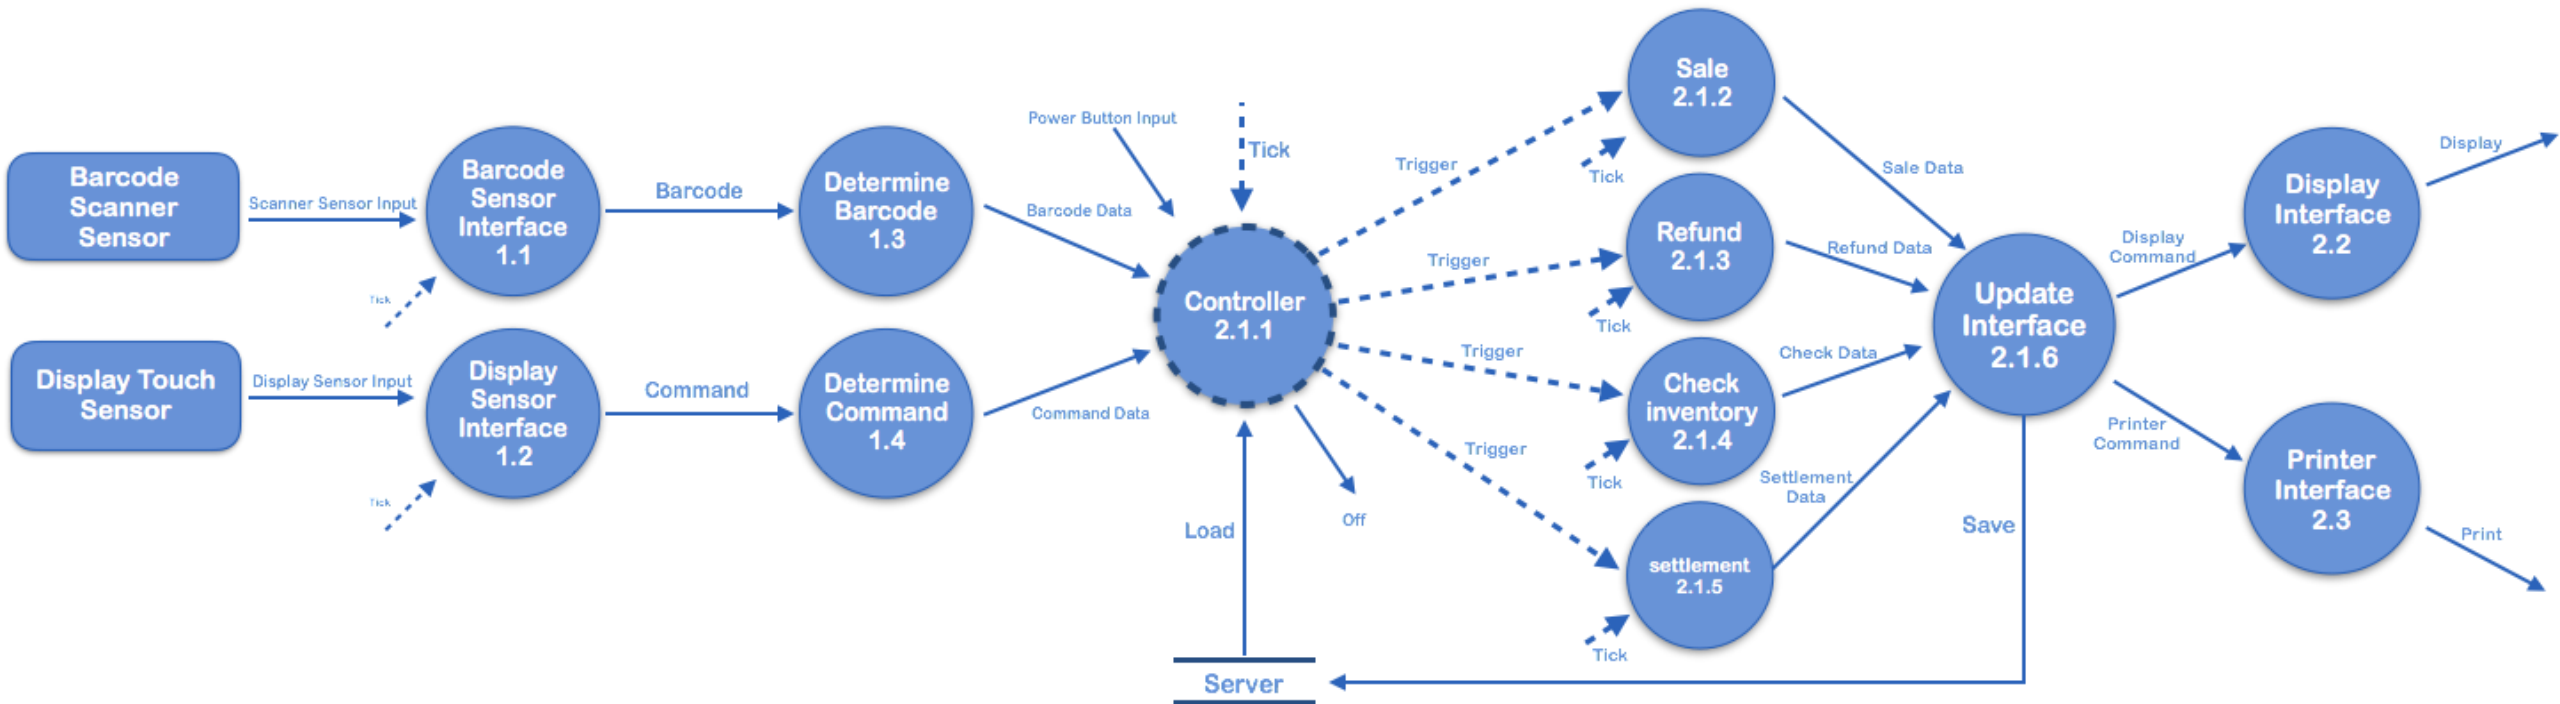 Barcode
Scanner
Sensor
Scanner Sensor Input
Barcode
Sensor
Interface
1.1
Tick
Barcode
Determine
Barcode
1.3
Barcode Data
Power Button Input
Tick
Display Touch
Sensor
Display Sensor Input
Display
Sensor
Interface
1.2
Tick
Command
Determine
Command
1.4
Command Data
Controller
2.1.1
Off
Load
Server
Trigger
Trigger
Trigger
Trigger
Sale
2.1.2
Tick
Refund
2.1.3
Tick
Check
inventory
2.1.4
Tick
settlement
2.1.5
Tick
Sale Data
Refund Data
Check Data
Settlement
Data
Update
Interface
2.1.6
Save
Display
Command
Printer
Command
Display
Interface
2.2
Display
Printer
Interface
2.3
Print